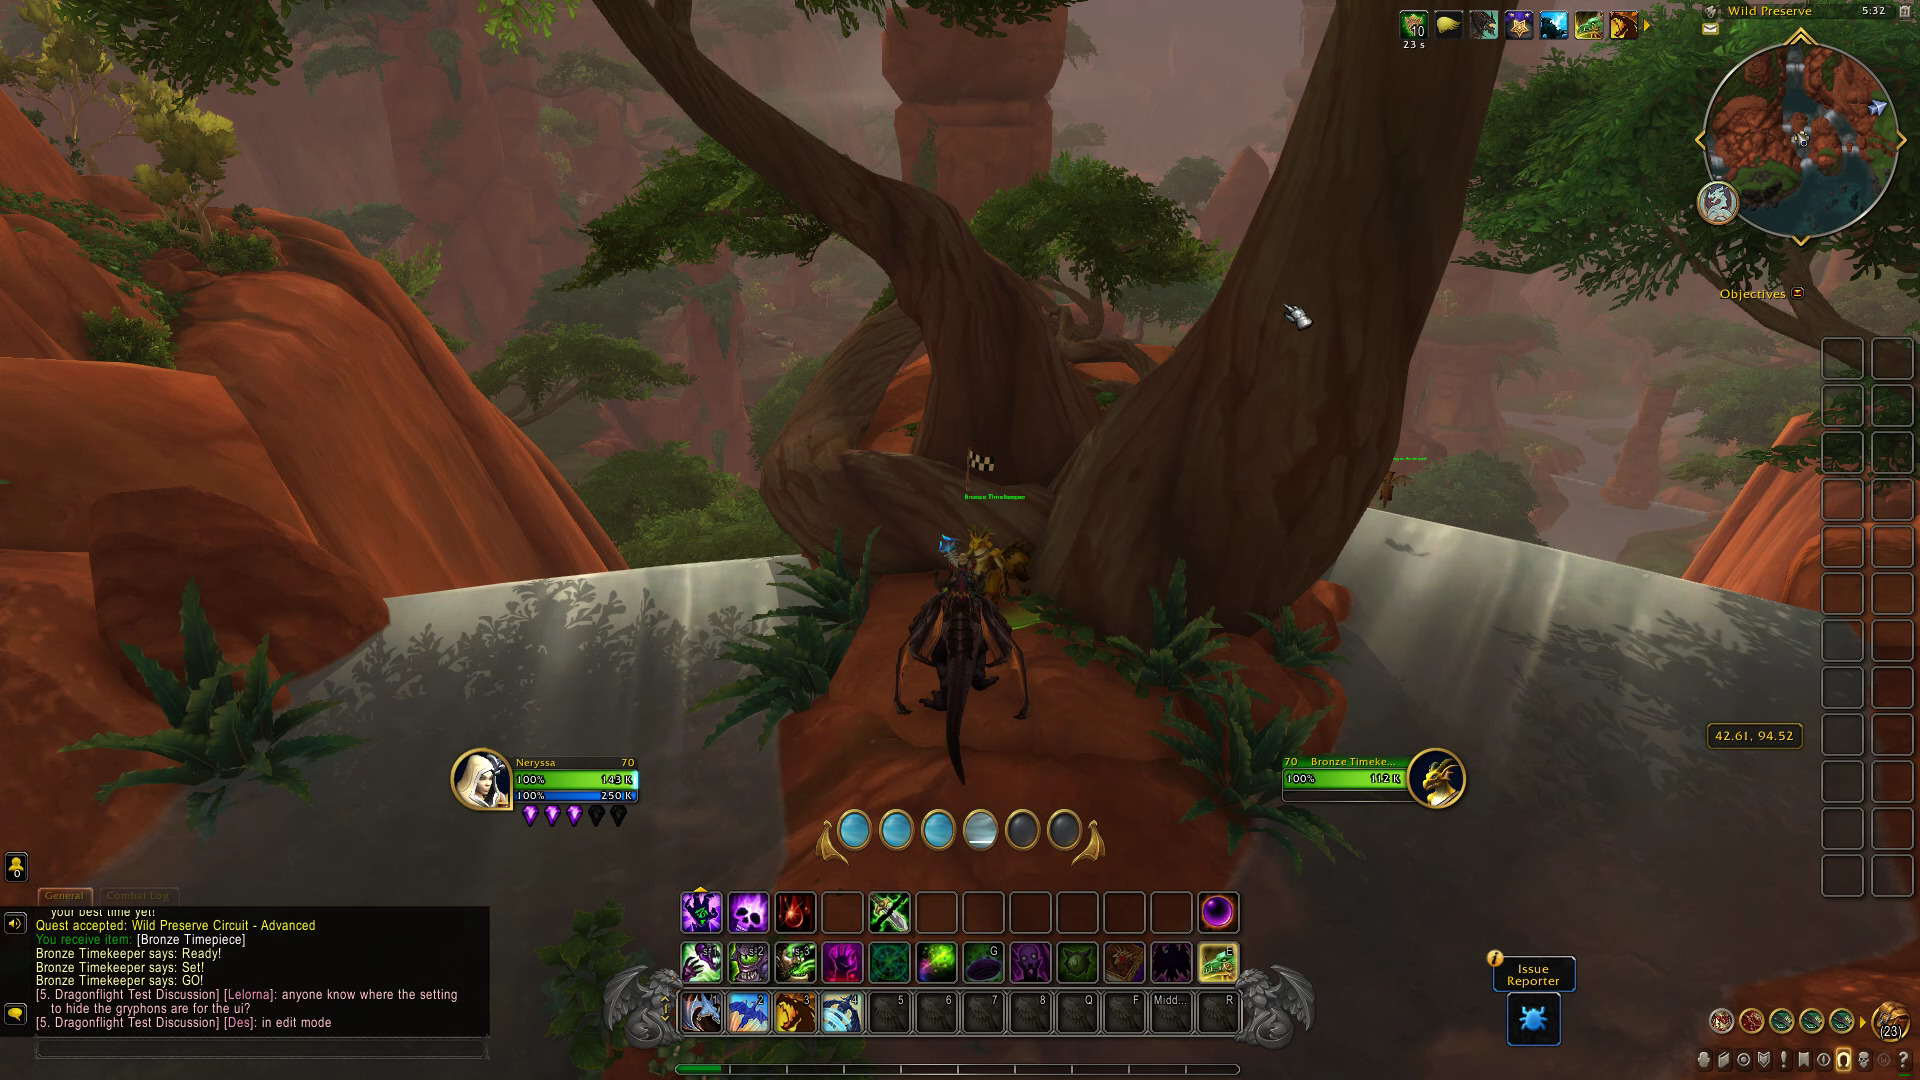 10
23 s
Wild Preserve
5:32
Objectives
Bronze Timekeeper
42.61, 94.52
Neryssa 70
100% 143 K
100% 250 K
70 Bronze Timeke...
100% 112 K
0
General
Combat Log
your best time yet!
Quest accepted: Wild Preserve Circuit - Advanced
You receive item: [Bronze Timepiece]
Bronze Timekeeper says: Ready!
Bronze Timekeeper says: Set!
Bronze Timekeeper says: GO!
[5. Dragonflight Test Discussion] [Lelorna]: anyone know where the setting
to hide the gryphons are for the ui?
[5. Dragonflight Test Discussion] [Des]: in edit mode
s-1 s-2 s-3 G E
1 2 3 4 5 6 7 8 Q F Midd... R
Issue
Reporter
(23)